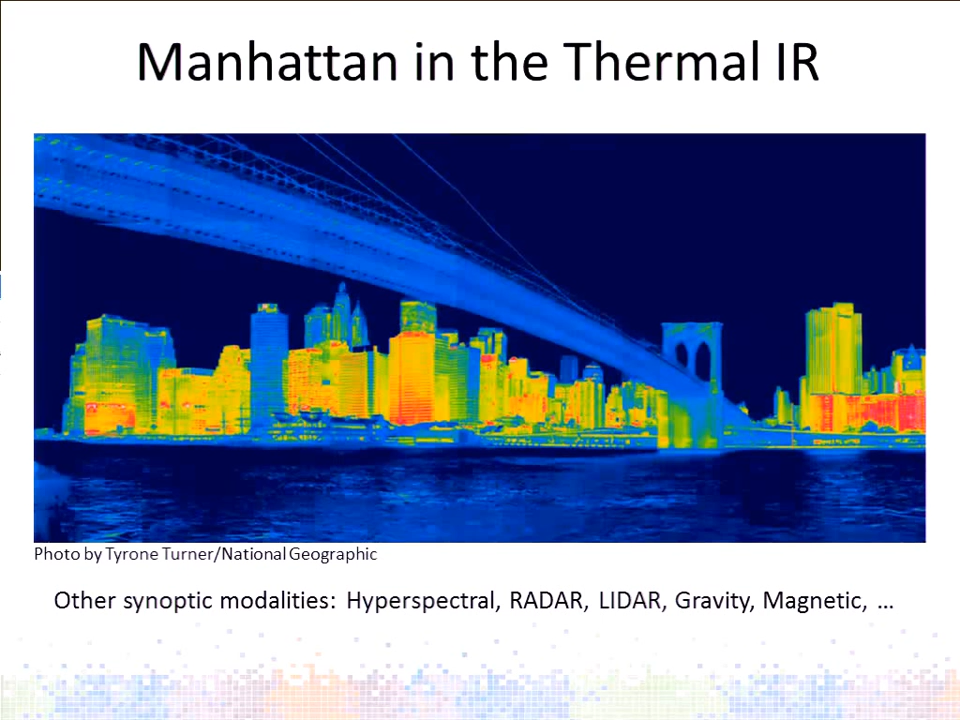 Manhattan in the Thermal IR
Photo by Tyrone Turner/National Geographic
Other synoptic modalities: Hyperspectral, RADAR, LIDAR, Gravity, Magnetic, ...